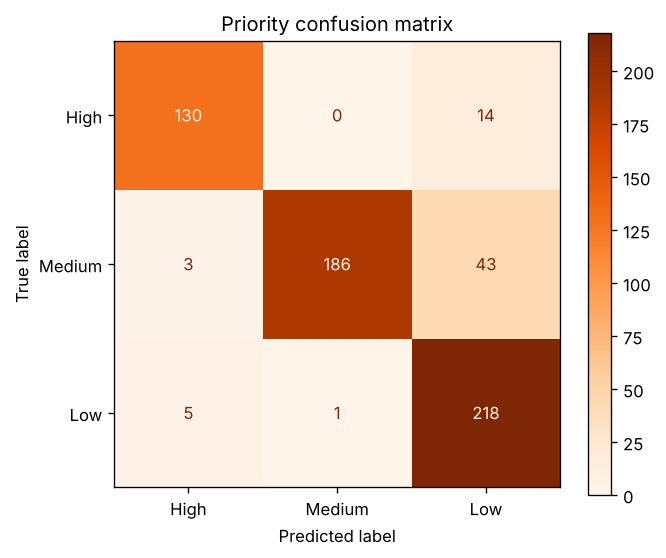 Priority confusion matrix
True label
High
130
0
14
Medium
3
186
43
Low
5
1
218
High
Medium
Low
Predicted label
200
175
150
125
100
75
50
25
0